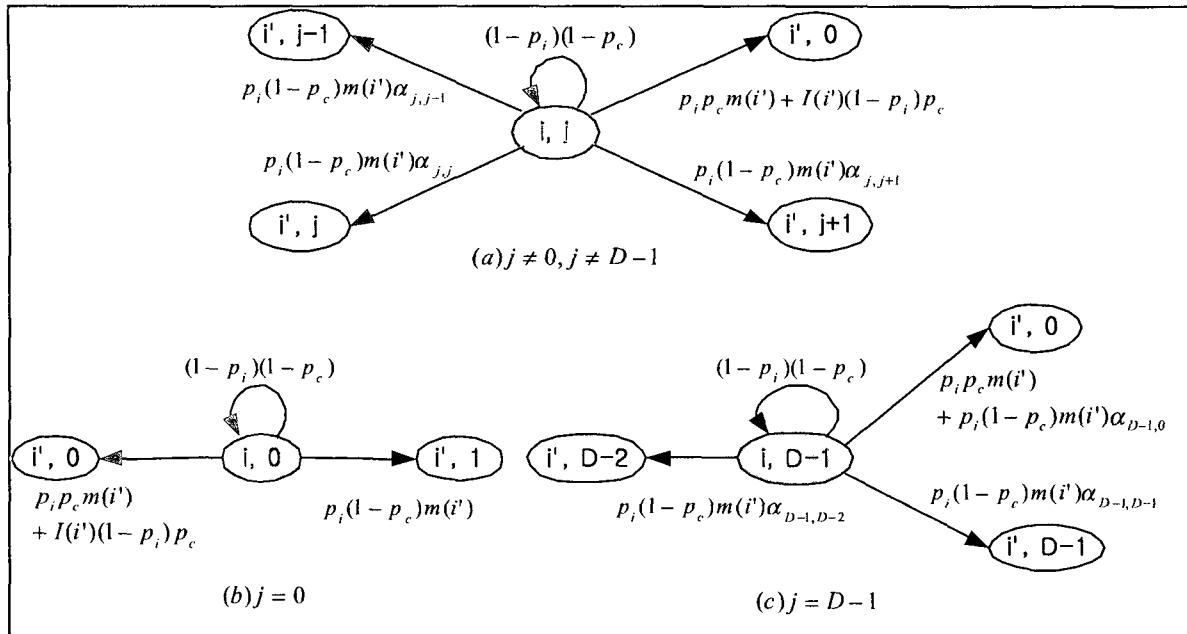 i', j-1
(1-p_i)(1-p_c)
i', 0
p_i(1-p_c)m(i')α_{j,j-1}
p_i p_c m(i') + I(i')(1-p_i)p_c
i, j
p_i(1-p_c)m(i')α_{j,j}
p_i(1-p_c)m(i')α_{j,j+1}
i', j
i', j+1
(a) j ≠ 0, j ≠ D-1
(1-p_i)(1-p_c)
i', 0
i, 0
i', 1
p_i p_c m(i')
+ I(i')(1-p_i)p_c
p_i(1-p_c)m(i')
(b) j = 0
i', 0
(1-p_i)(1-p_c)
p_i p_c m(i')
+ p_i(1-p_c)m(i')α_{D-1,0}
i', D-2
i, D-1
p_i(1-p_c)m(i')α_{D-1,D-2}
p_i(1-p_c)m(i')α_{D-1,D-1}
i', D-1
(c) j = D-1